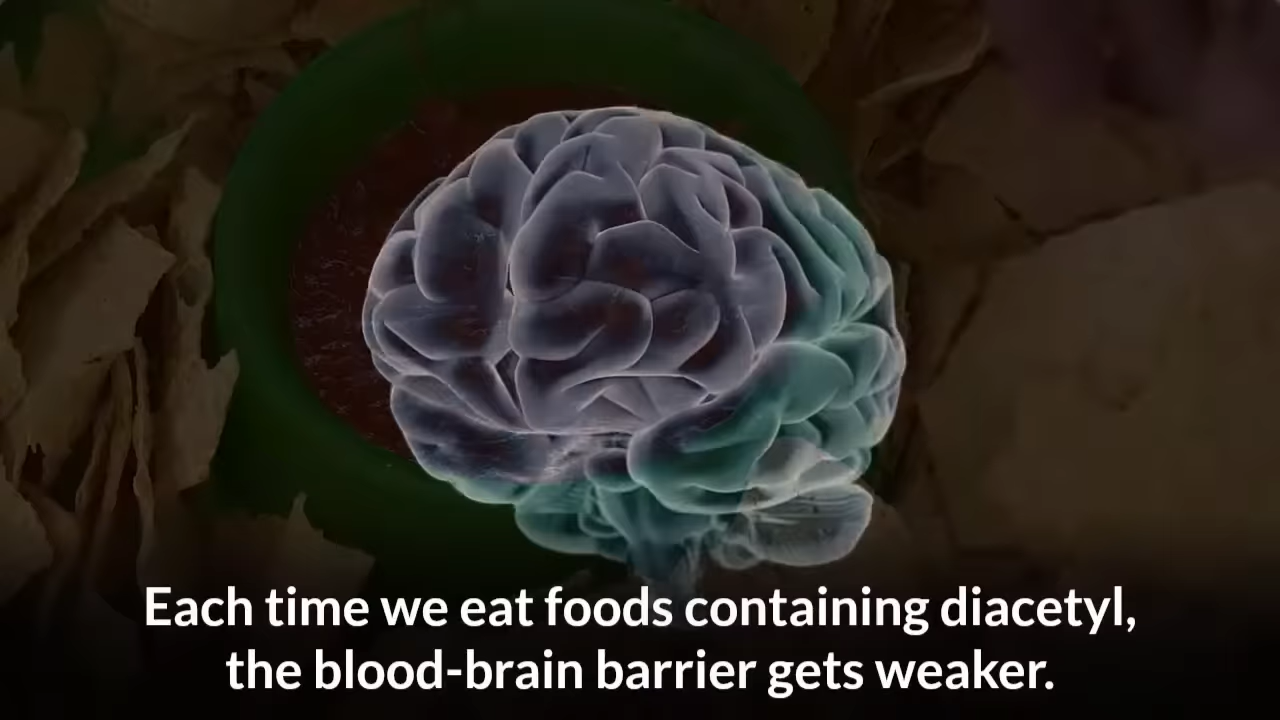 Each time we eat foods containing diacetyl,
the blood-brain barrier gets weaker.